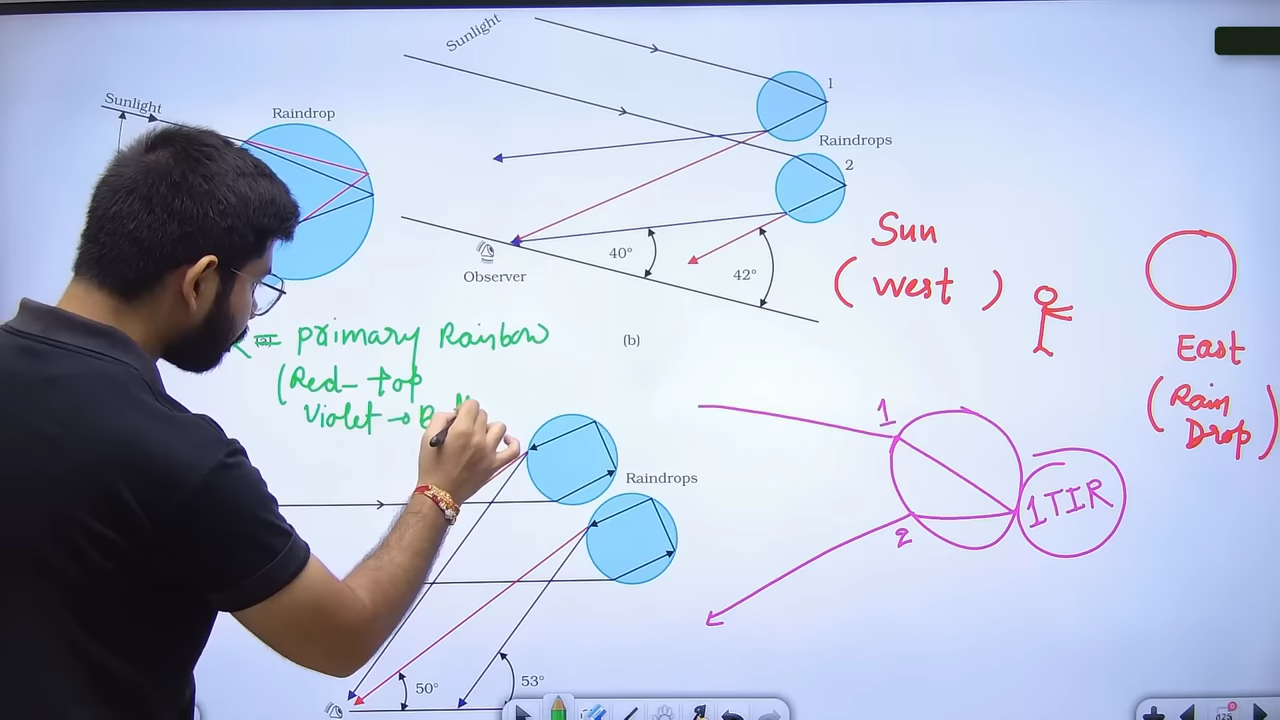 Sunlight
Sunlight
Raindrop
1
Raindrops
2
40°
42°
Observer
(b)
Sun
(west)
East
(Rain
Drop)
= primary Rainbow
(Red- top
Violet →
Raindrops
50°
53°
1
2
1TIR